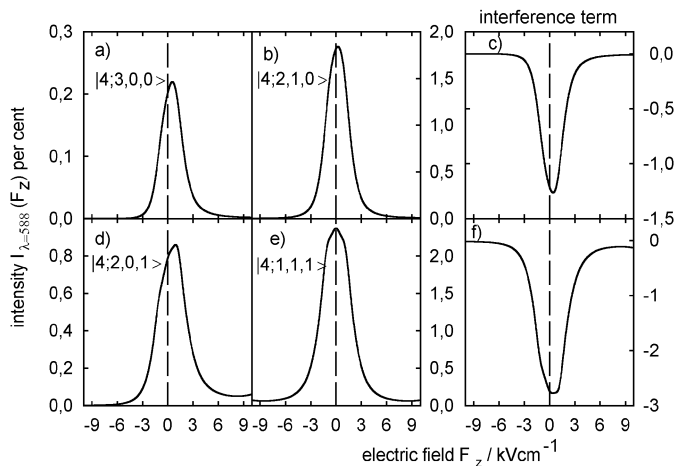 interference term
0,3 a) b) 2,0 c) 0,0
|4;3,0,0 > |4;2,1,0 >
0,2 1,5 -0,5
0,1 1,0 -1,0
0,5
0,0 0,0 -1,5
d) e) f)
0,8 |4;2,0,1> |4;1,1,1 > 2,0 0
0,6 1,5 -1
0,4 1,0
0,2 0,5 -2
0,0 0,0 -3
-9 -6 -3 0 3 6 9 -9 -6 -3 0 3 6 9 -9 -6 -3 0 3 6 9
intensity I λ=588 (F Z) per cent
electric field F z / kVcm-1